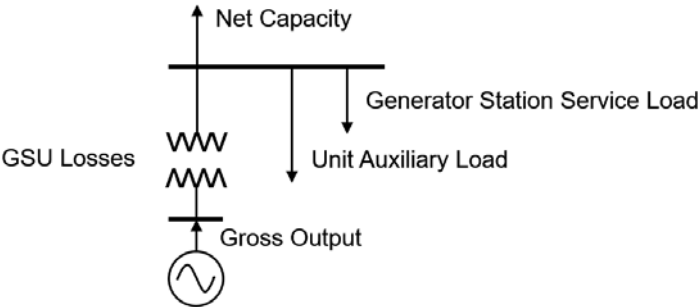 Net Capacity
Generator Station Service Load
GSU Losses
Unit Auxiliary Load
Gross Output